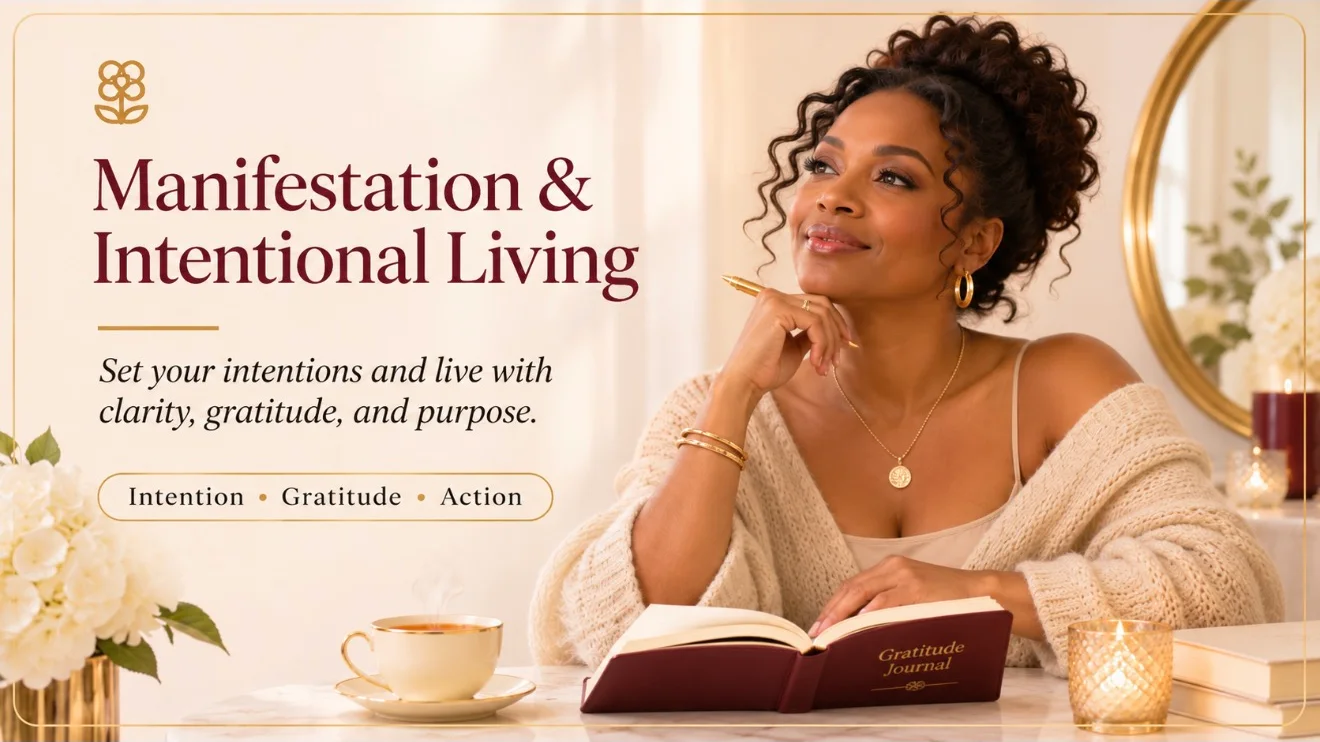 Manifestation &
Intentional Living
Set your intentions and live with
clarity, gratitude, and purpose.
Intention • Gratitude • Action
Gratitude
Journal